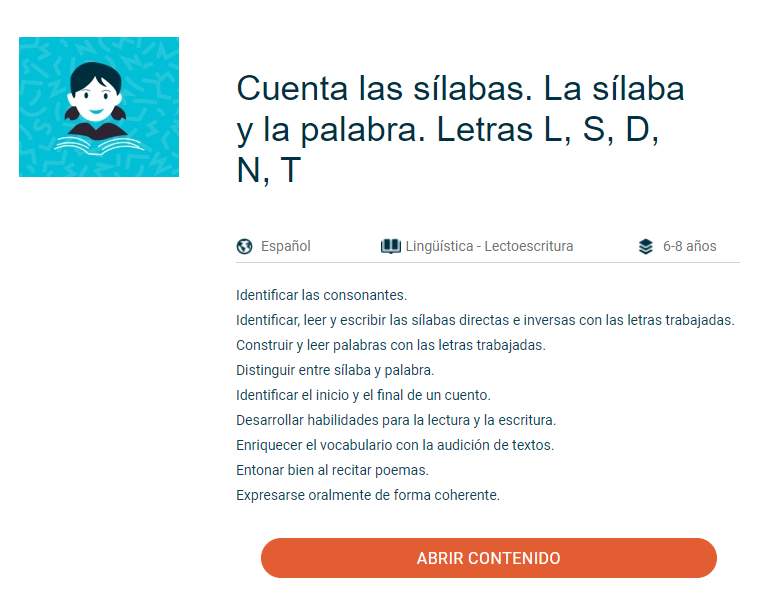 Cuenta las sílabas. La sílaba
y la palabra. Letras L, S, D,
N, T
Español
Lingüística - Lectoescritura
6-8 años
Identificar las consonantes.
Identificar, leer y escribir las sílabas directas e inversas con las letras trabajadas.
Construir y leer palabras con las letras trabajadas.
Distinguir entre sílaba y palabra.
Identificar el inicio y el final de un cuento.
Desarrollar habilidades para la lectura y la escritura.
Enriquecer el vocabulario con la audición de textos.
Entonar bien al recitar poemas.
Expresarse oralmente de forma coherente.
ABRIR CONTENIDO